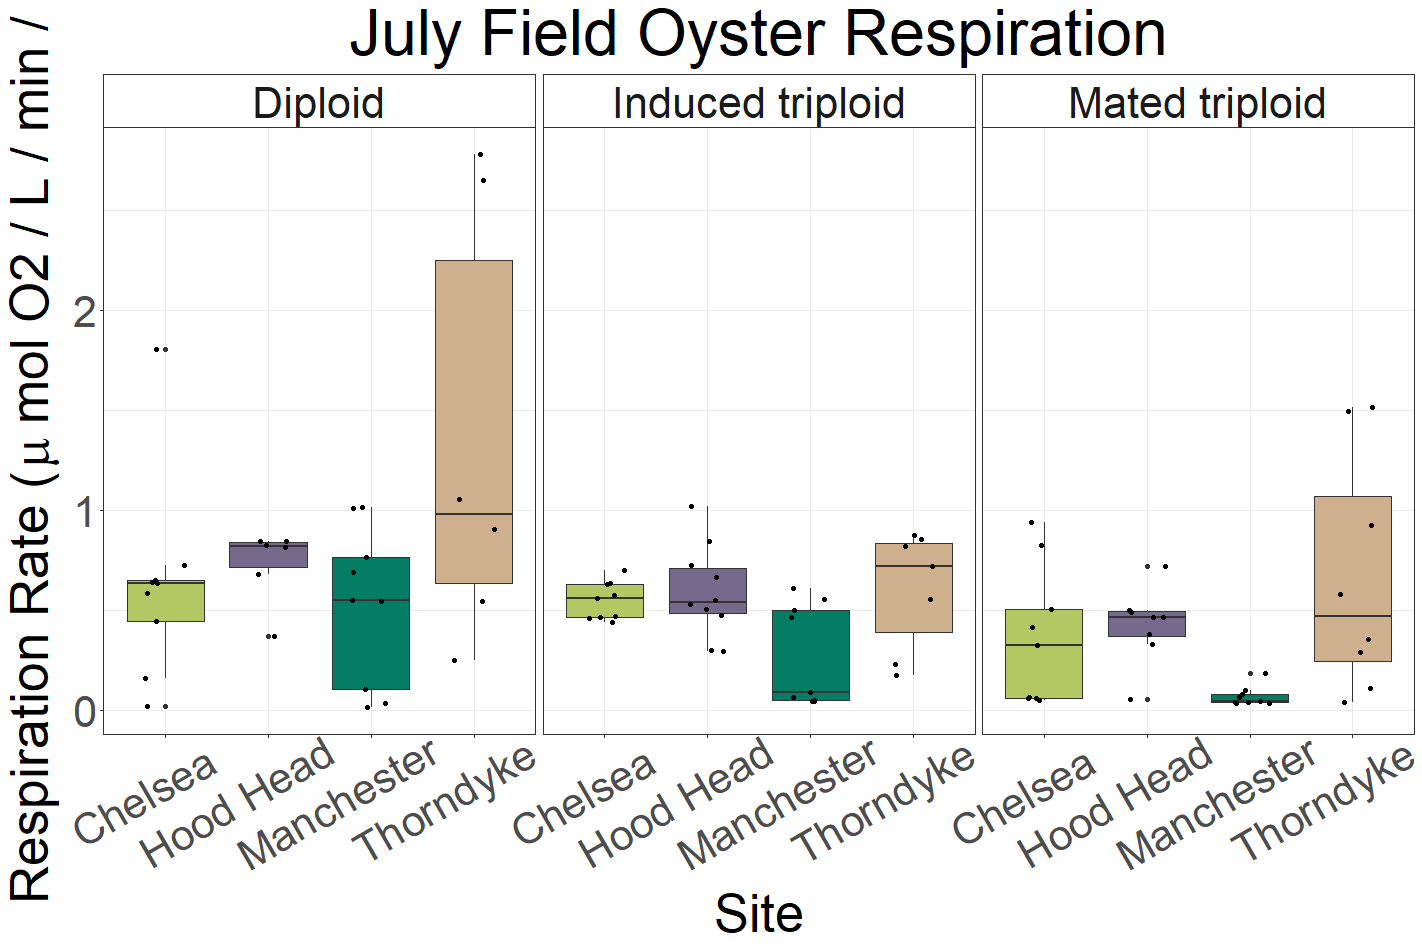 July Field Oyster Respiration
Diploid
Induced triploid
Mated triploid
Respiration Rate (μ mol O2 / L / min /
2
1
0
Chelsea
Hood Head
Manchester
Thorndyke
Chelsea
Hood Head
Manchester
Thorndyke
Chelsea
Hood Head
Manchester
Thorndyke
Site